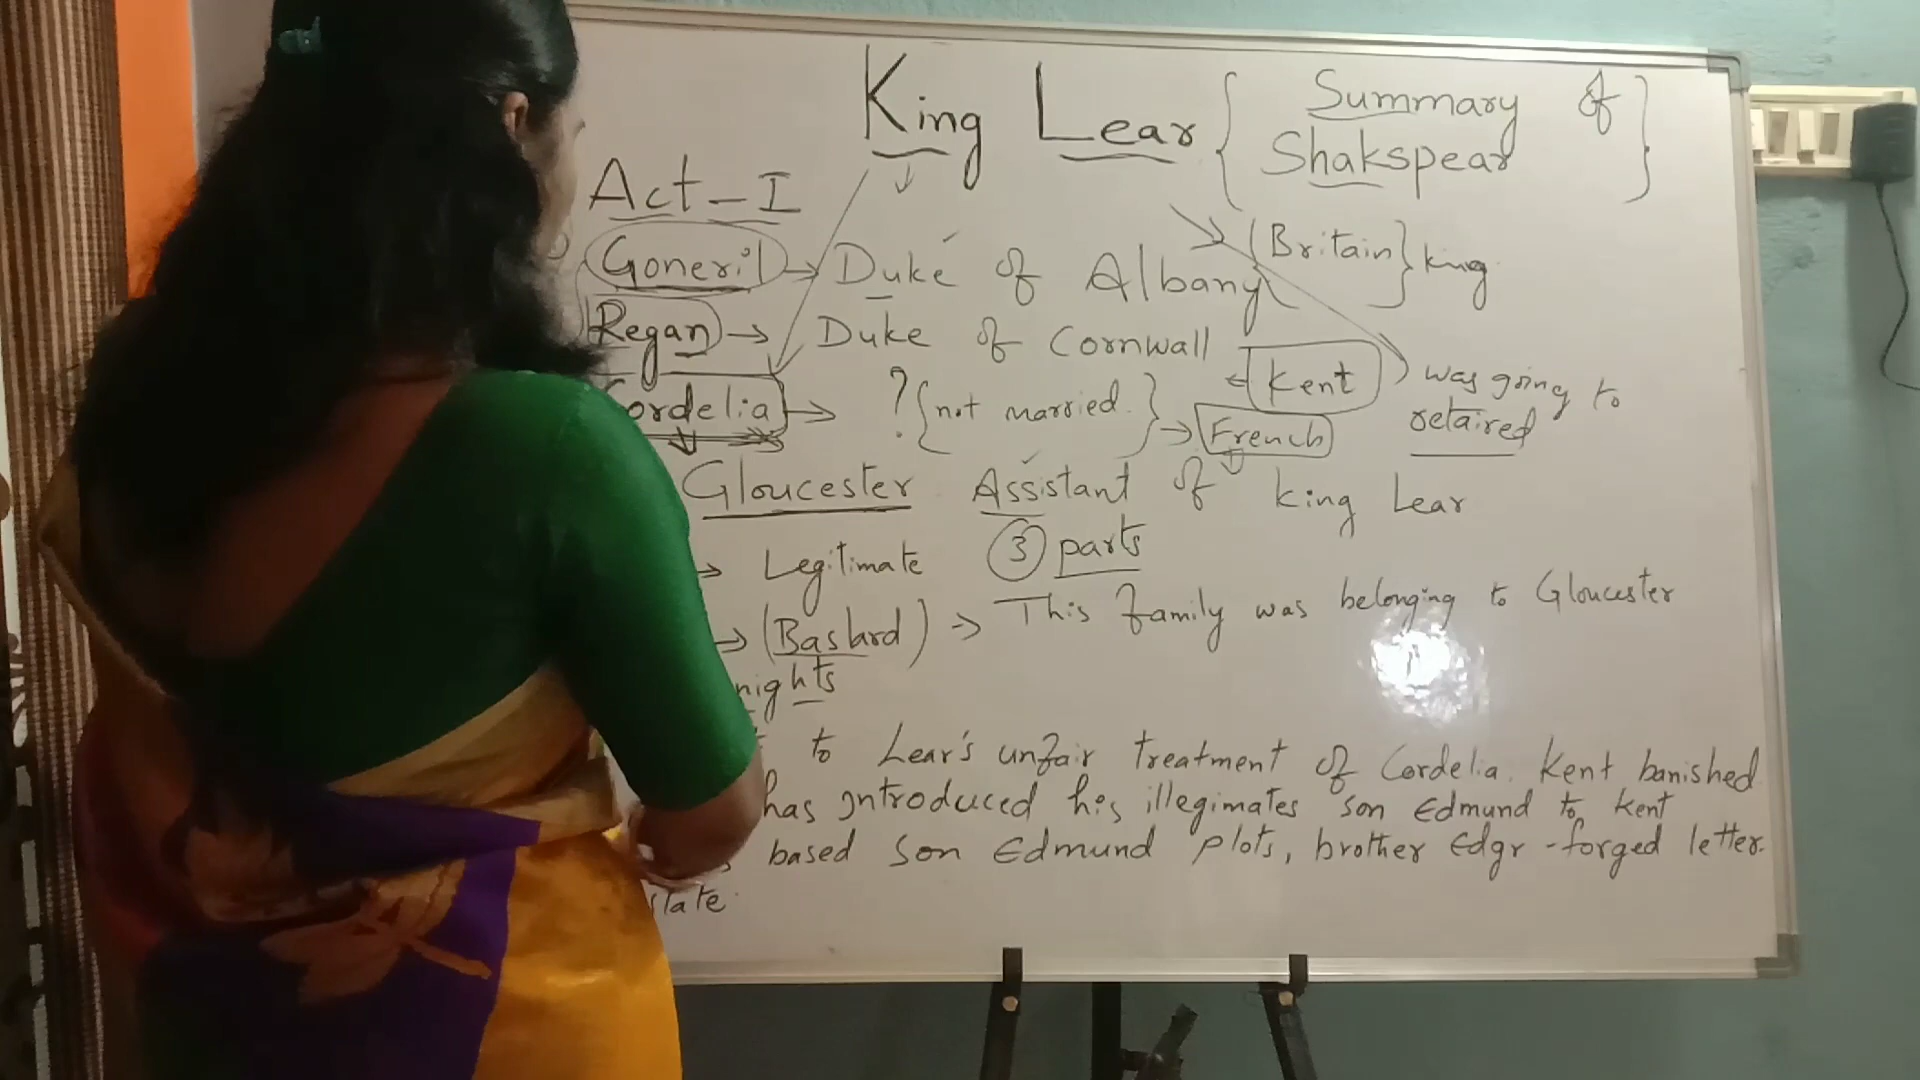 King Lear { Summary of
Shakspear }
Act - I
Goneril → Duke of Albany
(Britain} king
Regan → Duke of Cornwall
Kent
was going to
retaired
ordelia → ? {not married.} → French
Gloucester Assistant of King Lear
→ Legitimate
3 parts
→ (Bastard) → This family was belonging to Gloucester
nights
to Lear's unfair treatment of Cordelia. Kent banished
has introduced his illegimates son Edmund to Kent
based son Edmund plots, brother Edgr - forged letter.
state.